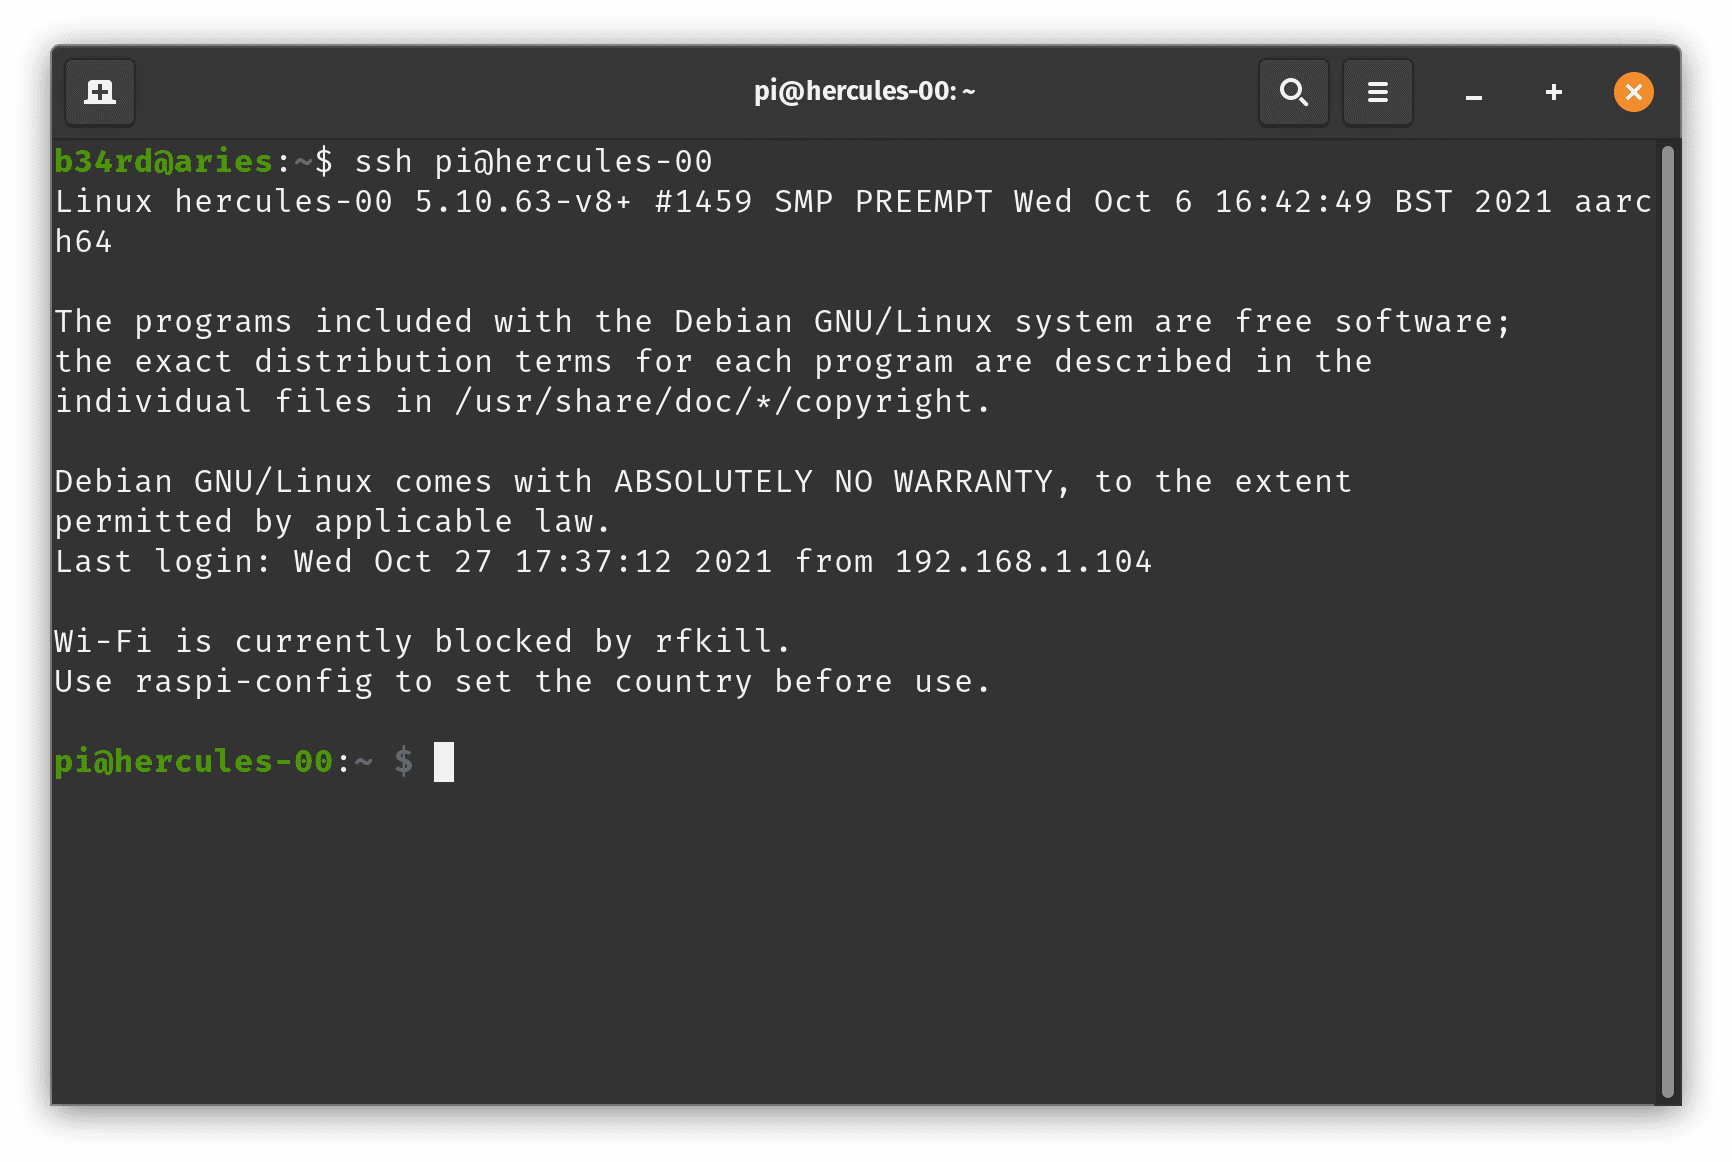 pi@hercules-00: ~
b34rd@aries:~$ ssh pi@hercules-00
Linux hercules-00 5.10.63-v8+ #1459 SMP PREEMPT Wed Oct 6 16:42:49 BST 2021 aarc
h64
The programs included with the Debian GNU/Linux system are free software;
the exact distribution terms for each program are described in the
individual files in /usr/share/doc/*/copyright.
Debian GNU/Linux comes with ABSOLUTELY NO WARRANTY, to the extent
permitted by applicable law.
Last login: Wed Oct 27 17:37:12 2021 from 192.168.1.104
Wi-Fi is currently blocked by rfkill.
Use raspi-config to set the country before use.
pi@hercules-00:~ $